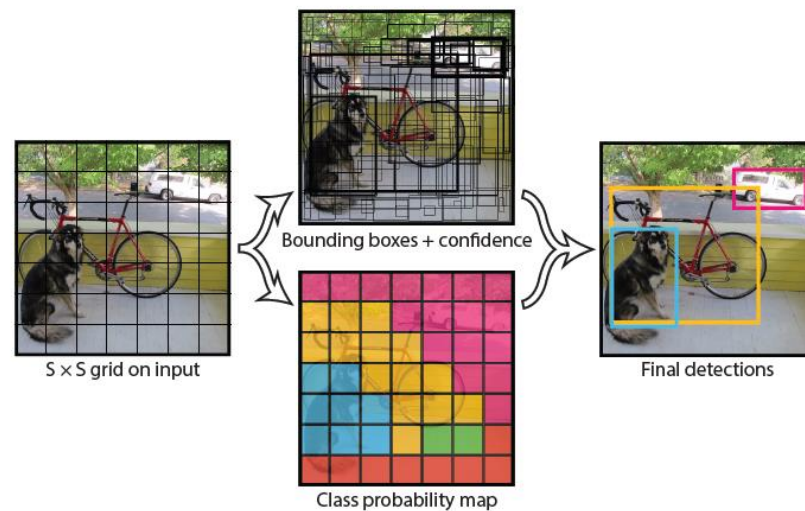 S × S grid on input
Bounding boxes + confidence
Class probability map
Final detections